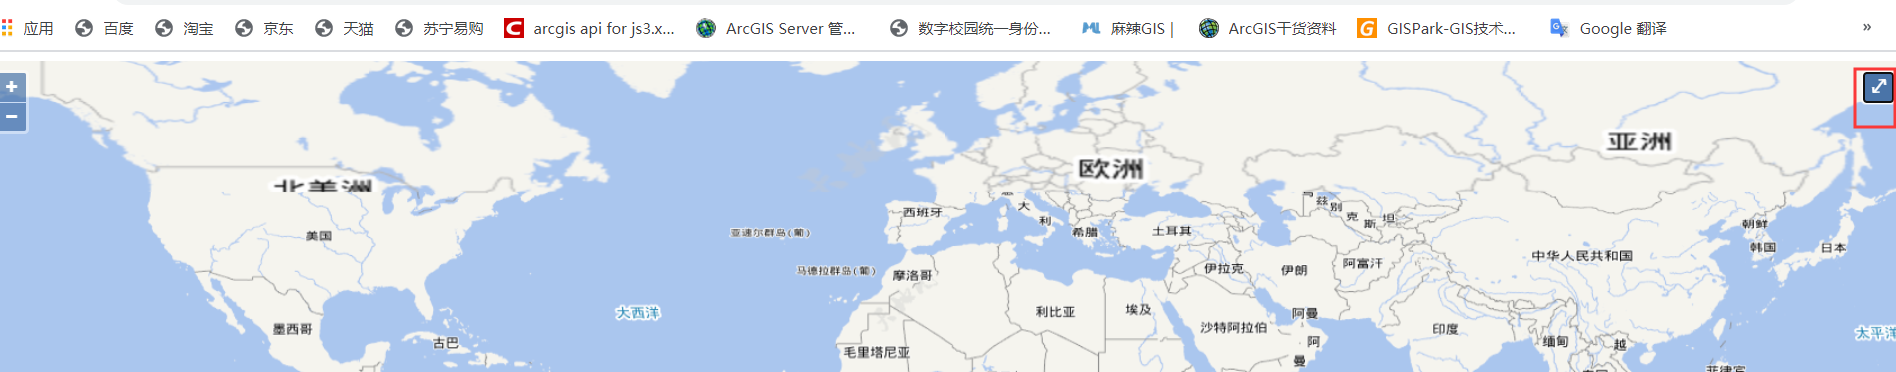 应用 百度 淘宝 京东 天猫 苏宁易购 arcgis api for js3.x... ArcGIS Server 管... 数字校园统一身份... 麻辣GIS | ArcGIS干货资料 GISPark-GIS技术... Google 翻译 »
+
−
亚洲
欧洲
北美洲
兹别克斯坦
西班牙
大利
美国
亚速尔群岛(葡)
希腊
土耳其
朝鲜
韩国
日本
中华人民共和国
马德拉群岛(葡)
摩洛哥
伊拉克
伊朗
阿富汗
大西洋
利比亚
埃及
沙特阿拉伯
阿曼
墨西哥
印度
太平洋
古巴
毛里塔尼亚
阿曼
缅甸
越
菲律宾